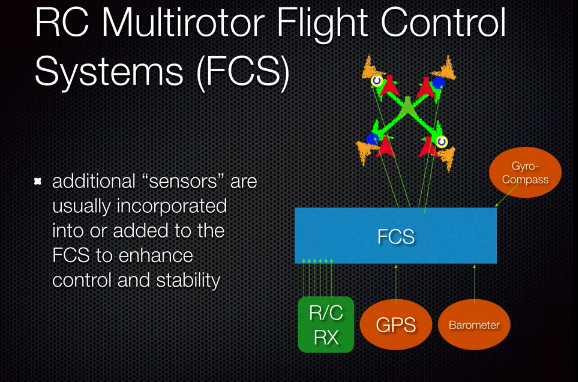 RC Multirotor Flight Control
Systems (FCS)
additional “sensors” are
usually incorporated
into or added to the
FCS to enhance
control and stability
Gyro-
Compass
FCS
R/C
RX
GPS
Barometer